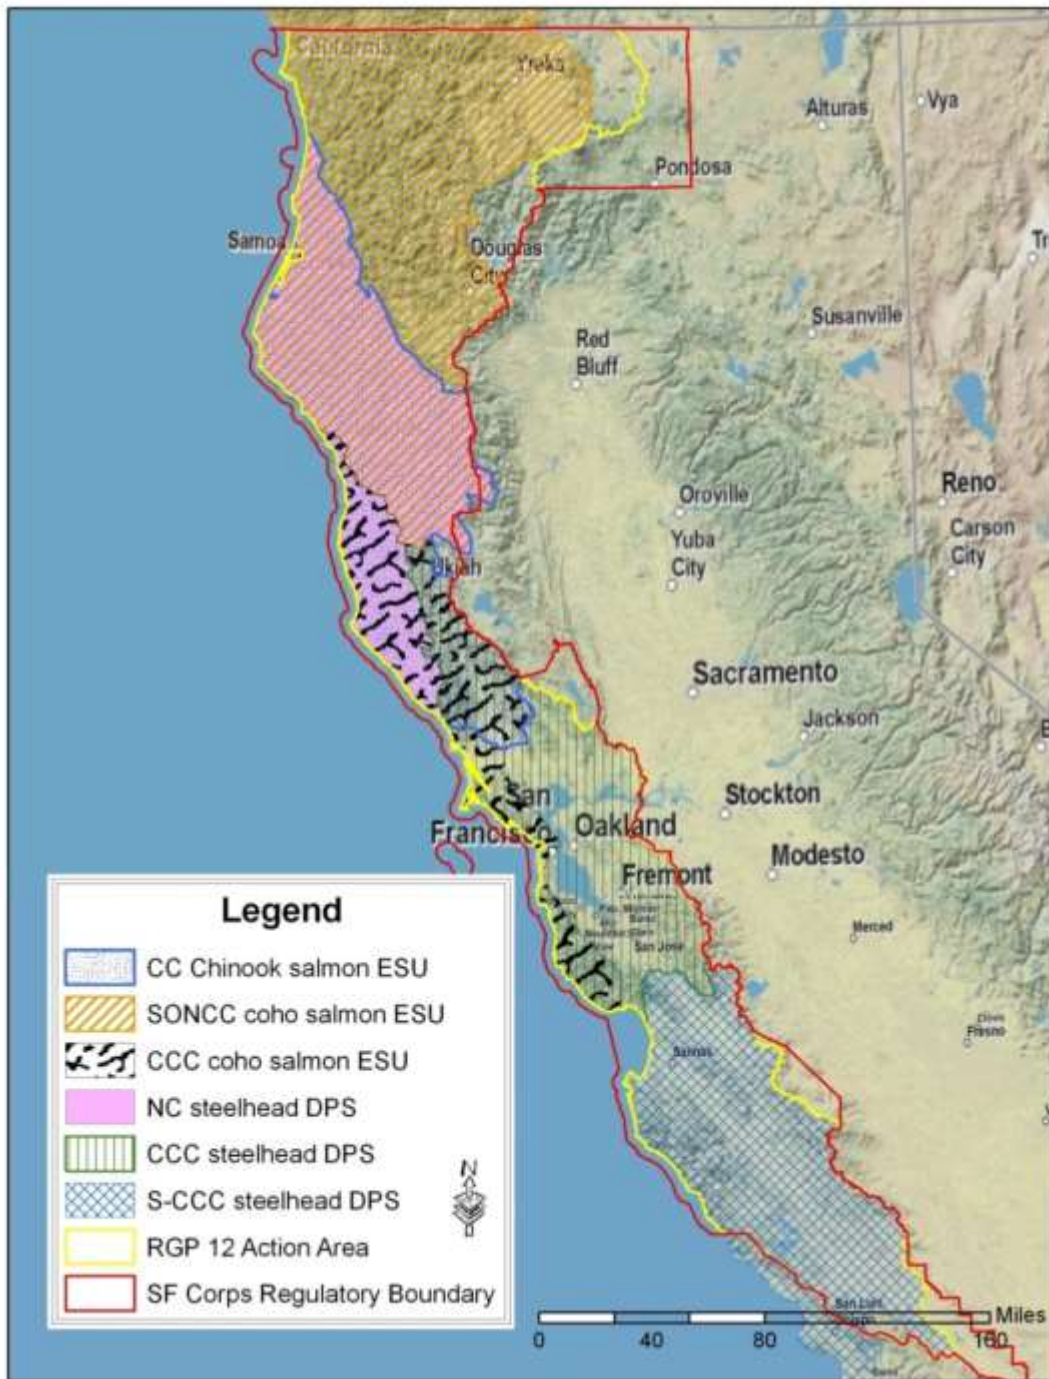 California
Yreka
Alturas
Vya
Pondosa
Samoa
Douglas
City
Susanville
Red
Bluff
Reno
Oroville
Carson
City
Yuba
City
Ukiah
Sacramento
Jackson
Stockton
San
Francisco
Oakland
Modesto
Fremont
Merced
San Jose
Fresno
Salinas
San Luis
Legend
CC Chinook salmon ESU
SONCC coho salmon ESU
CCC coho salmon ESU
NC steelhead DPS
CCC steelhead DPS
S-CCC steelhead DPS
RGP 12 Action Area
SF Corps Regulatory Boundary
N
Miles
0 40 80 160